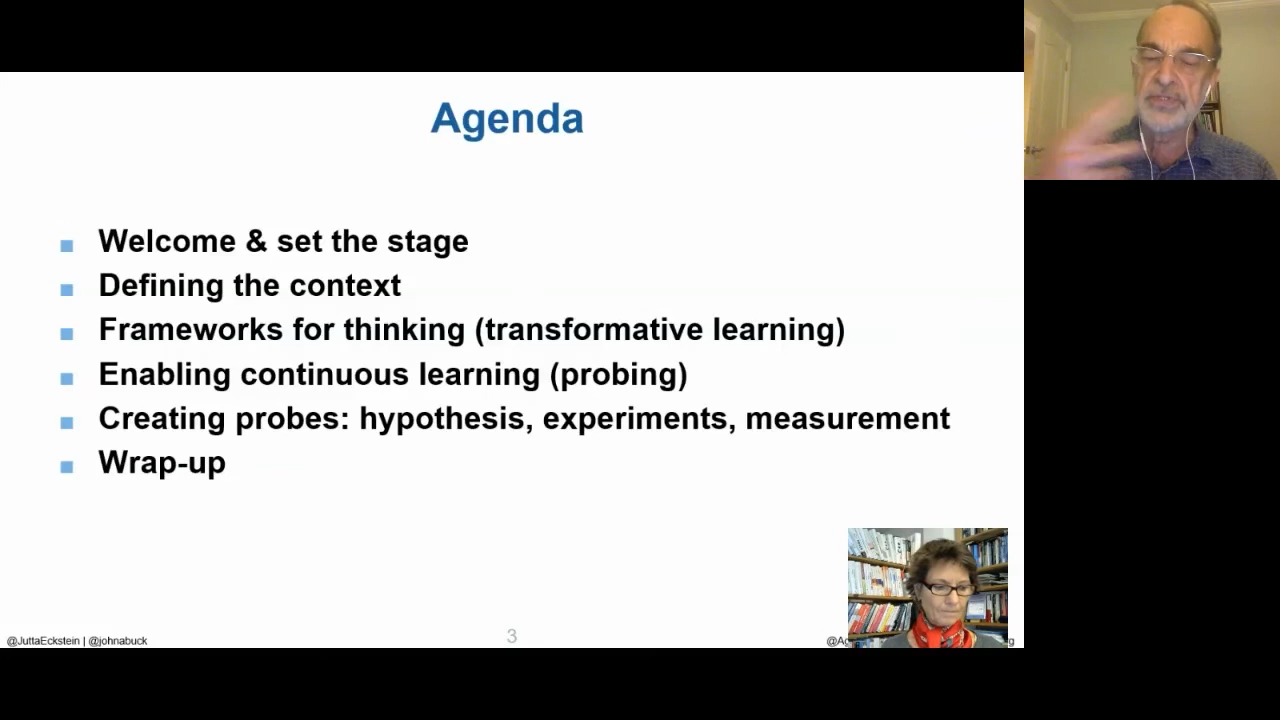 Agenda
Welcome & set the stage
Defining the context
Frameworks for thinking (transformative learning)
Enabling continuous learning (probing)
Creating probes: hypothesis, experiments, measurement
Wrap-up
@JuttaEckstein | @johnabuck
3